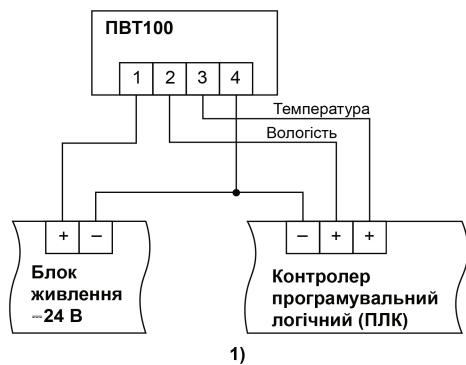 ПВТ100
1 2 3 4
Температура
Вологість
+ –
– + +
Блок
живлення
⎓24 В
Контролер
програмувальний
логічний (ПЛК)
1)